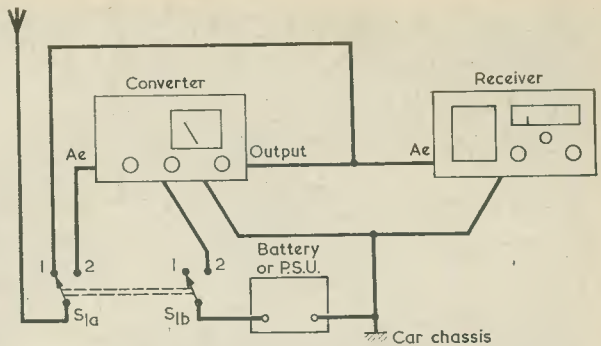 Converter
Receiver
Ae
Output
Ae
1
2
1
2
Battery
or P.S.U.
S1a
S1b
Car chassis